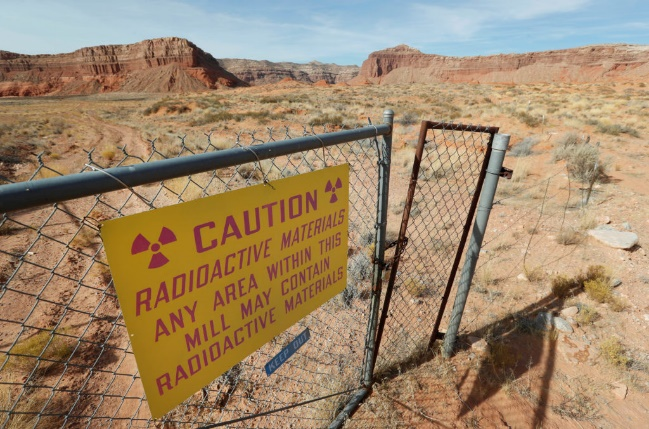 CAUTION
RADIOACTIVE MATERIALS
ANY AREA WITHIN THIS
MILL MAY CONTAIN
RADIOACTIVE MATERIALS
KEEP OUT